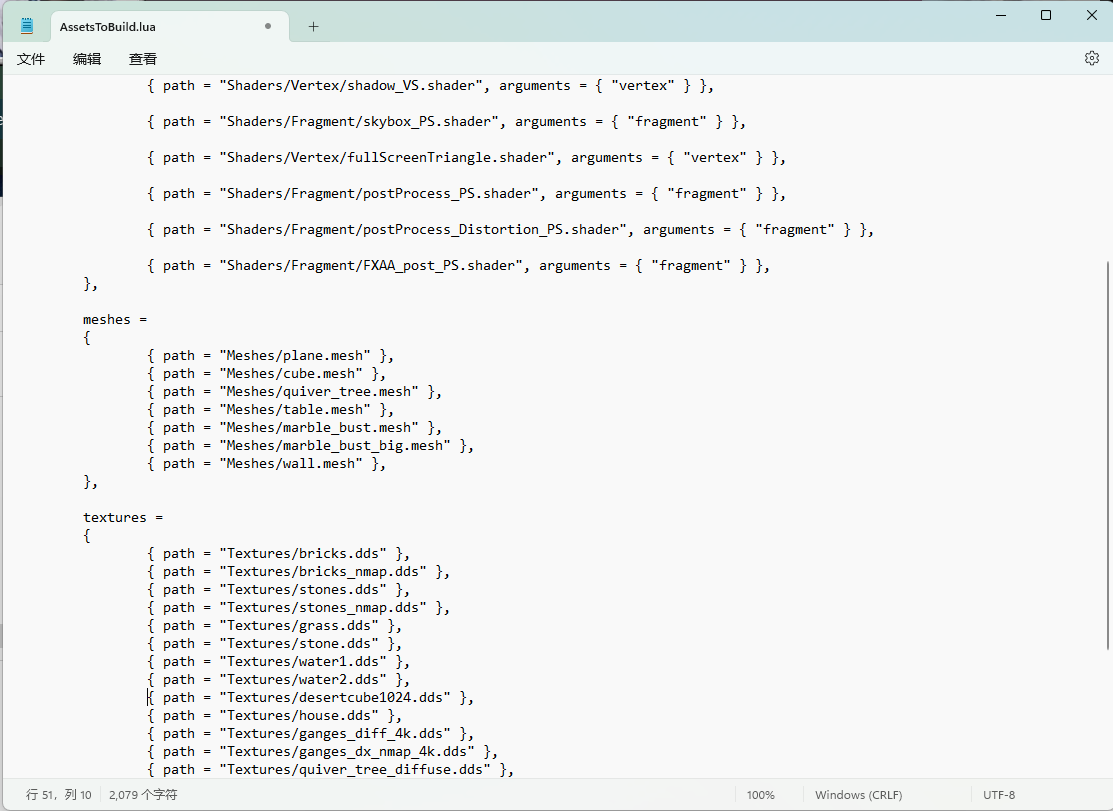 AssetsToBuild.lua
文件 编辑 查看
{ path = "Shaders/Vertex/shadow_VS.shader", arguments = { "vertex" } },
{ path = "Shaders/Fragment/skybox_PS.shader", arguments = { "fragment" } },
{ path = "Shaders/Vertex/fullScreenTriangle.shader", arguments = { "vertex" } },
{ path = "Shaders/Fragment/postProcess_PS.shader", arguments = { "fragment" } },
{ path = "Shaders/Fragment/postProcess_Distortion_PS.shader", arguments = { "fragment" } },
{ path = "Shaders/Fragment/FXAA_post_PS.shader", arguments = { "fragment" } },
},
meshes =
{
{ path = "Meshes/plane.mesh" },
{ path = "Meshes/cube.mesh" },
{ path = "Meshes/quiver_tree.mesh" },
{ path = "Meshes/table.mesh" },
{ path = "Meshes/marble_bust.mesh" },
{ path = "Meshes/marble_bust_big.mesh" },
{ path = "Meshes/wall.mesh" },
},
textures =
{
{ path = "Textures/bricks.dds" },
{ path = "Textures/bricks_nmap.dds" },
{ path = "Textures/stones.dds" },
{ path = "Textures/stones_nmap.dds" },
{ path = "Textures/grass.dds" },
{ path = "Textures/stone.dds" },
{ path = "Textures/water1.dds" },
{ path = "Textures/water2.dds" },
{ path = "Textures/desertcube1024.dds" },
{ path = "Textures/house.dds" },
{ path = "Textures/ganges_diff_4k.dds" },
{ path = "Textures/ganges_dx_nmap_4k.dds" },
{ path = "Textures/quiver_tree_diffuse.dds" },
行 51, 列 10 2,079 个字符 100% Windows (CRLF) UTF-8